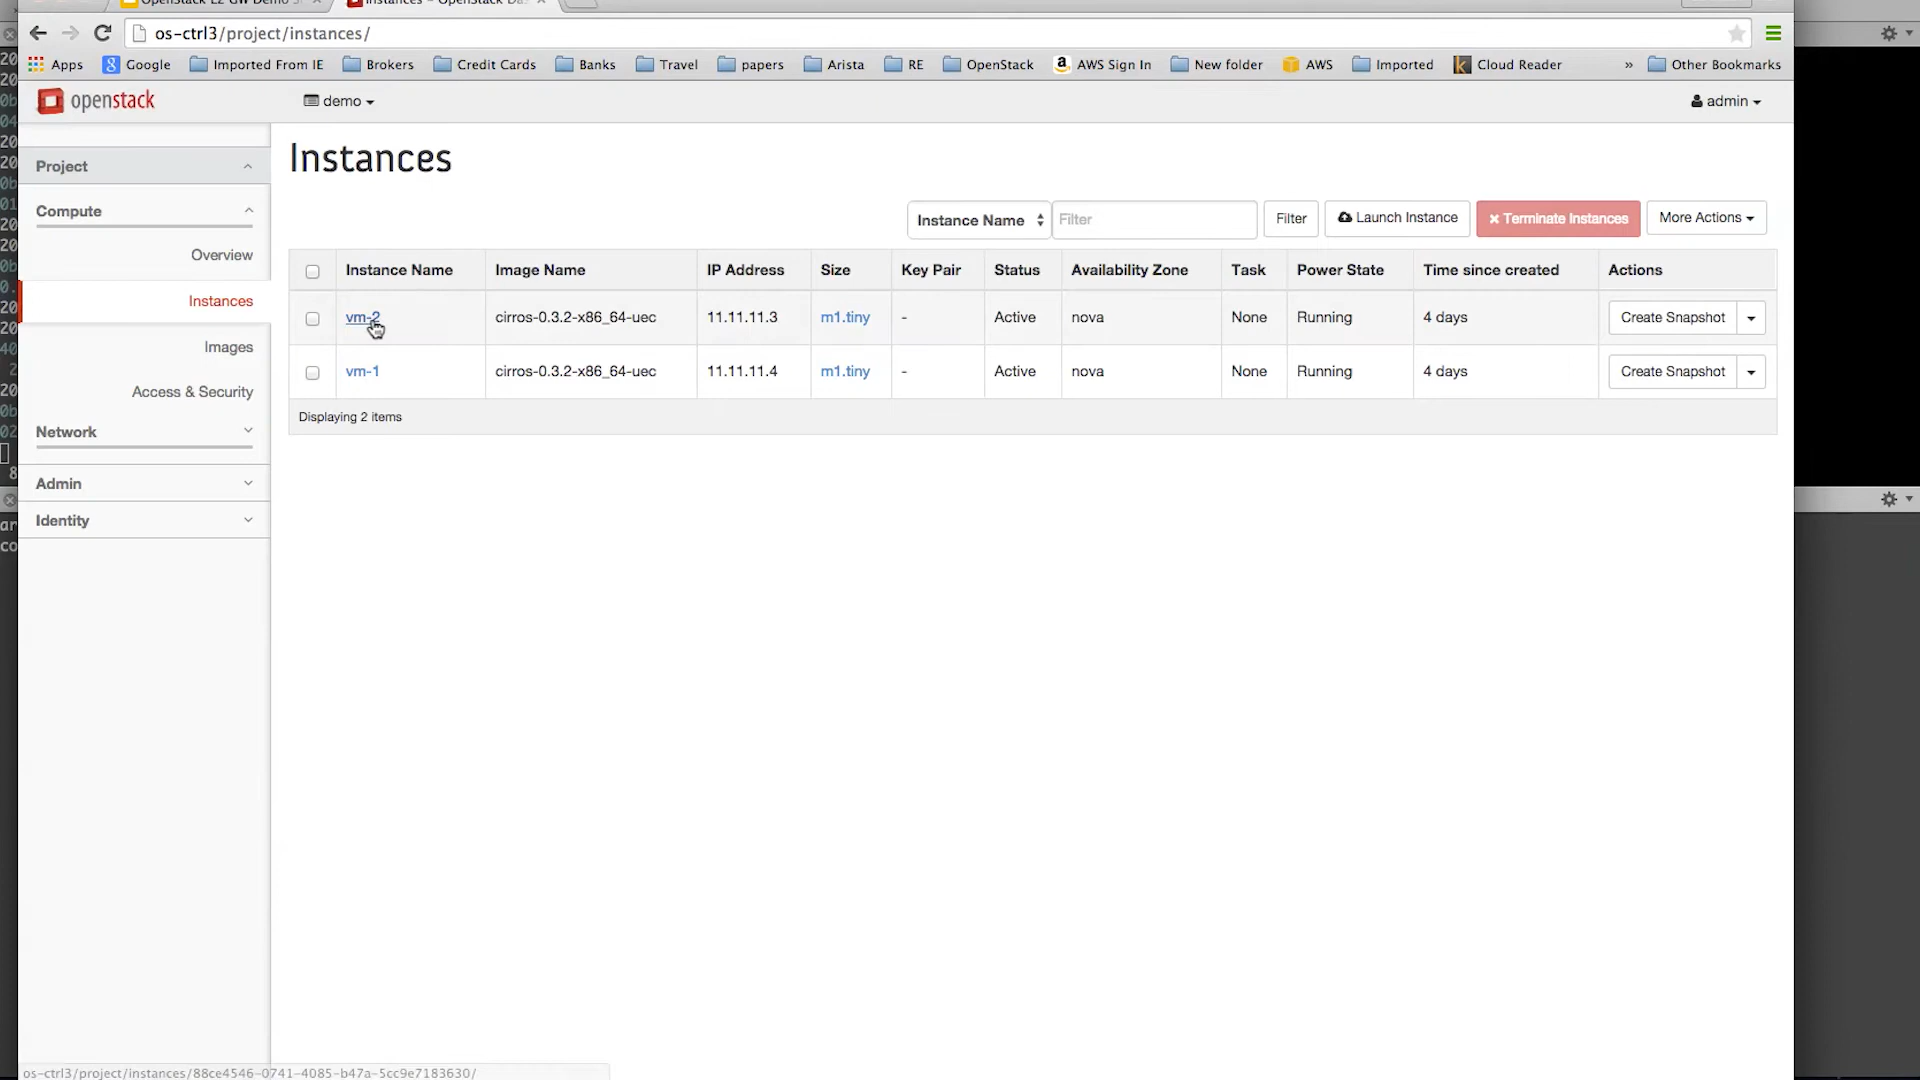 Instances - OpenStack Da
os-ctrl3/project/instances/
Apps Google Imported From IE Brokers Credit Cards Banks Travel papers Arista RE OpenStack AWS Sign In New folder AWS Imported Cloud Reader » Other Bookmarks
openstack demo admin
Project
Compute
Overview
Instances
Images
Access & Security
Network
Admin
Identity
Instances
Instance Name Filter Filter Launch Instance Terminate Instances More Actions
Instance Name Image Name IP Address Size Key Pair Status Availability Zone Task Power State Time since created Actions
vm-2 cirros-0.3.2-x86_64-uec 11.11.11.3 m1.tiny - Active nova None Running 4 days Create Snapshot
vm-1 cirros-0.3.2-x86_64-uec 11.11.11.4 m1.tiny - Active nova None Running 4 days Create Snapshot
Displaying 2 items
os-ctrl3/project/instances/88ce4546-0741-4085-b47a-5cc9e7183630/